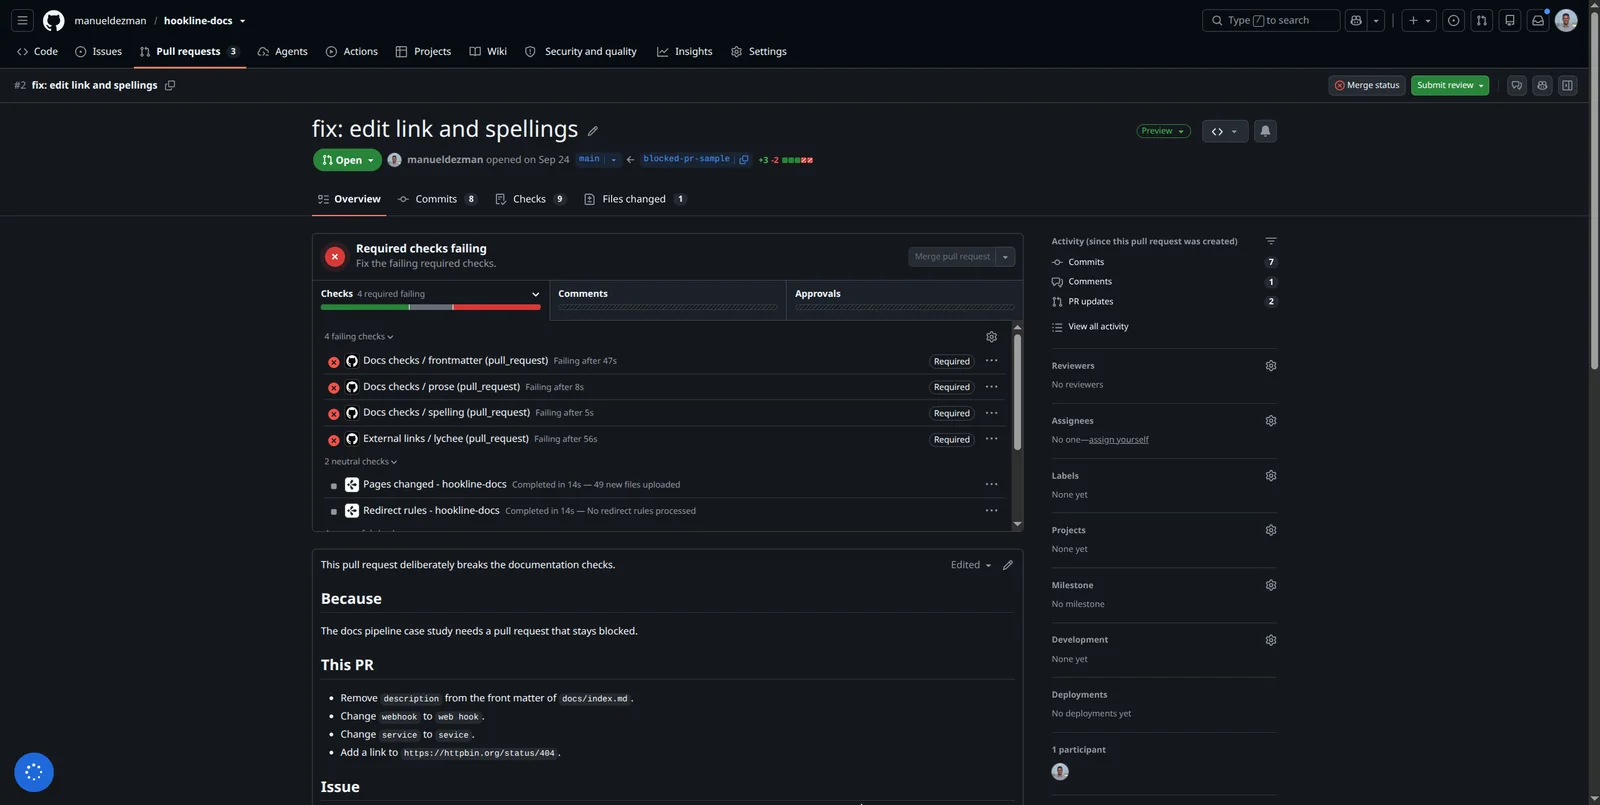 manueldezman / hookline-docs
Type / to search
Code
Issues
Pull requests 3
Agents
Actions
Projects
Wiki
Security and quality
Insights
Settings
#2 fix: edit link and spellings
Merge status
Submit review
fix: edit link and spellings
Preview
Open
manueldezman opened on Sep 24 main ← blocked-pr-sample +3 -2
Overview
Commits 8
Checks 9
Files changed 1
Required checks failing
Fix the failing required checks.
Merge pull request
Checks 4 required failing
Comments
Approvals
4 failing checks
Docs checks / frontmatter (pull_request) Failing after 47s Required
Docs checks / prose (pull_request) Failing after 8s Required
Docs checks / spelling (pull_request) Failing after 5s Required
External links / lychee (pull_request) Failing after 56s Required
2 neutral checks
Pages changed - hookline-docs Completed in 14s — 49 new files uploaded
Redirect rules - hookline-docs Completed in 14s — No redirect rules processed
This pull request deliberately breaks the documentation checks.
Edited
Because
The docs pipeline case study needs a pull request that stays blocked.
This PR
• Remove description from the front matter of docs/index.md.
• Change webhook to web hook.
• Change service to sevice.
• Add a link to https://httpbin.org/status/404.
Issue
Activity (since this pull request was created)
Commits 7
Comments 1
PR updates 2
View all activity
Reviewers
No reviewers
Assignees
No one—assign yourself
Labels
None yet
Projects
None yet
Milestone
No milestone
Development
None yet
Deployments
No deployments yet
1 participant